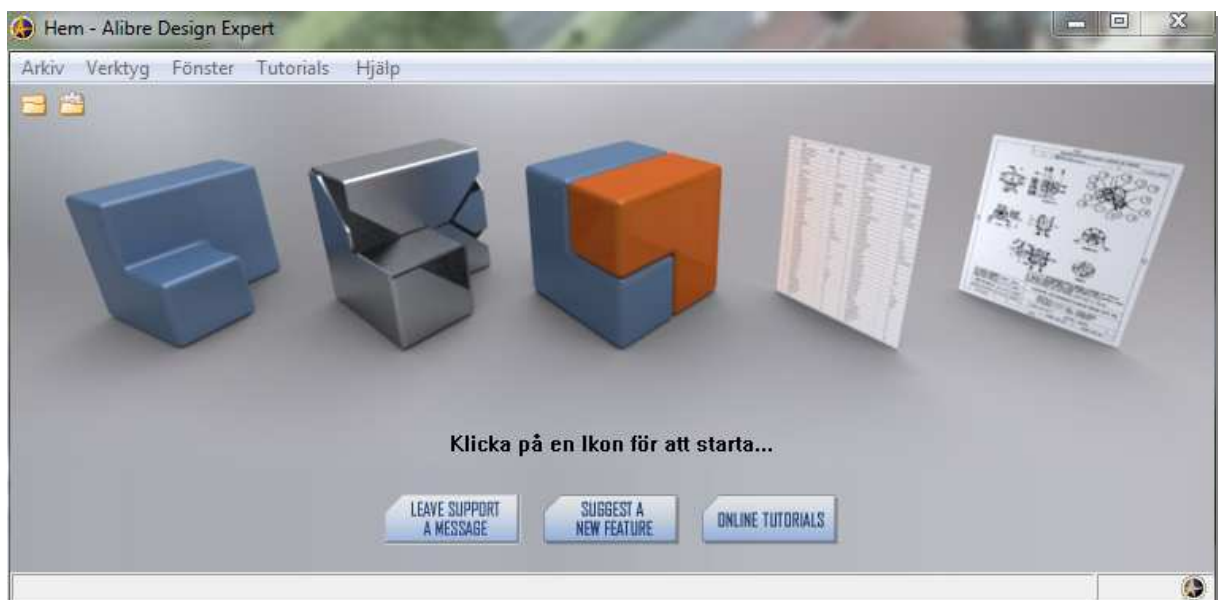 Hem - Alibre Design Expert
Arkiv Verktyg Fönster Tutorials Hjälp
Klicka på en Ikon för att starta...
LEAVE SUPPORT
A MESSAGE
SUGGEST A
NEW FEATURE
ONLINE TUTORIALS